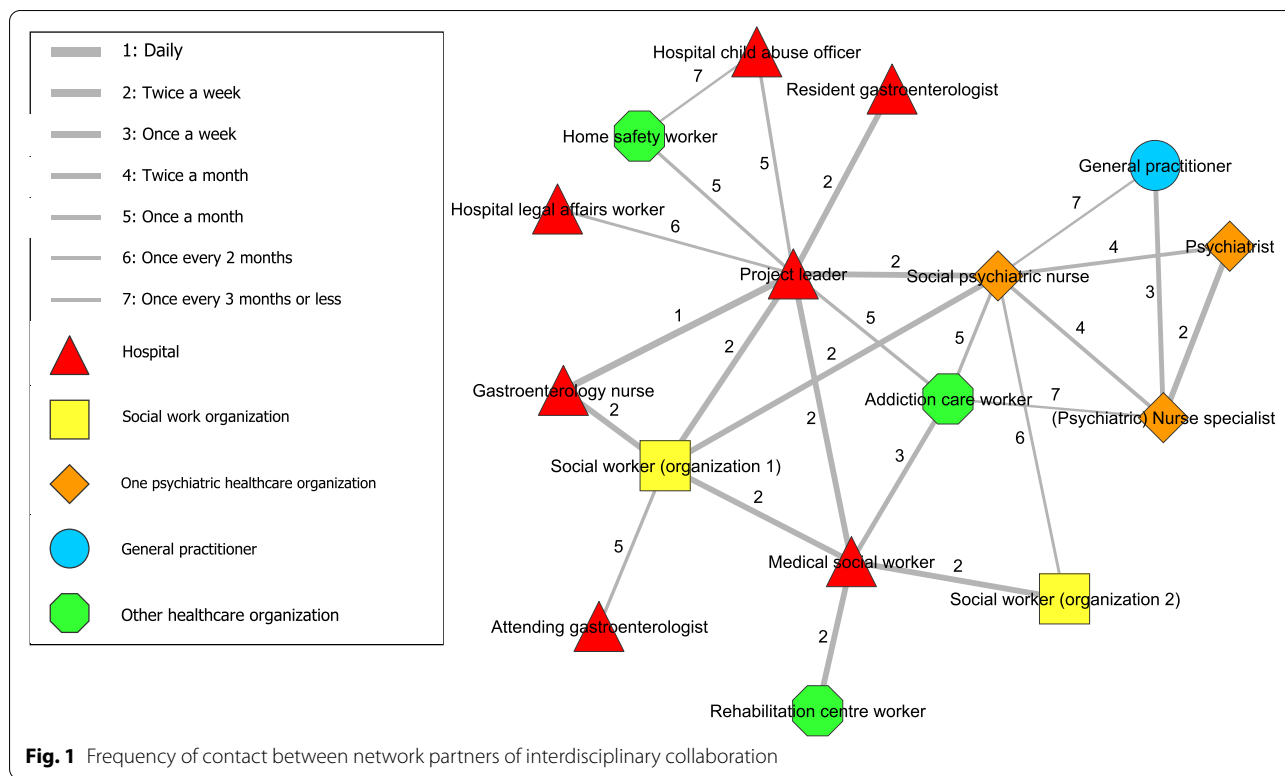 1: Daily
2: Twice a week
3: Once a week
4: Twice a month
5: Once a month
6: Once every 2 months
7: Once every 3 months or less
Hospital
Social work organization
One psychiatric healthcare organization
General practitioner
Other healthcare organization
Hospital child abuse officer
7
Resident gastroenterologist
Home safety worker
5
2
General practitioner
5
7
Hospital legal affairs worker
6
4
Psychiatrist
Project leader
2
Social psychiatric nurse
3
1
5
4
2
2
2
5
Gastroenterology nurse
2
Addiction care worker
7
2
(Psychiatric) Nurse specialist
6
3
Social worker (organization 1)
2
5
Medical social worker
2
Social worker (organization 2)
Attending gastroenterologist
2
Rehabilitation centre worker
Fig. 1 Frequency of contact between network partners of interdisciplinary collaboration